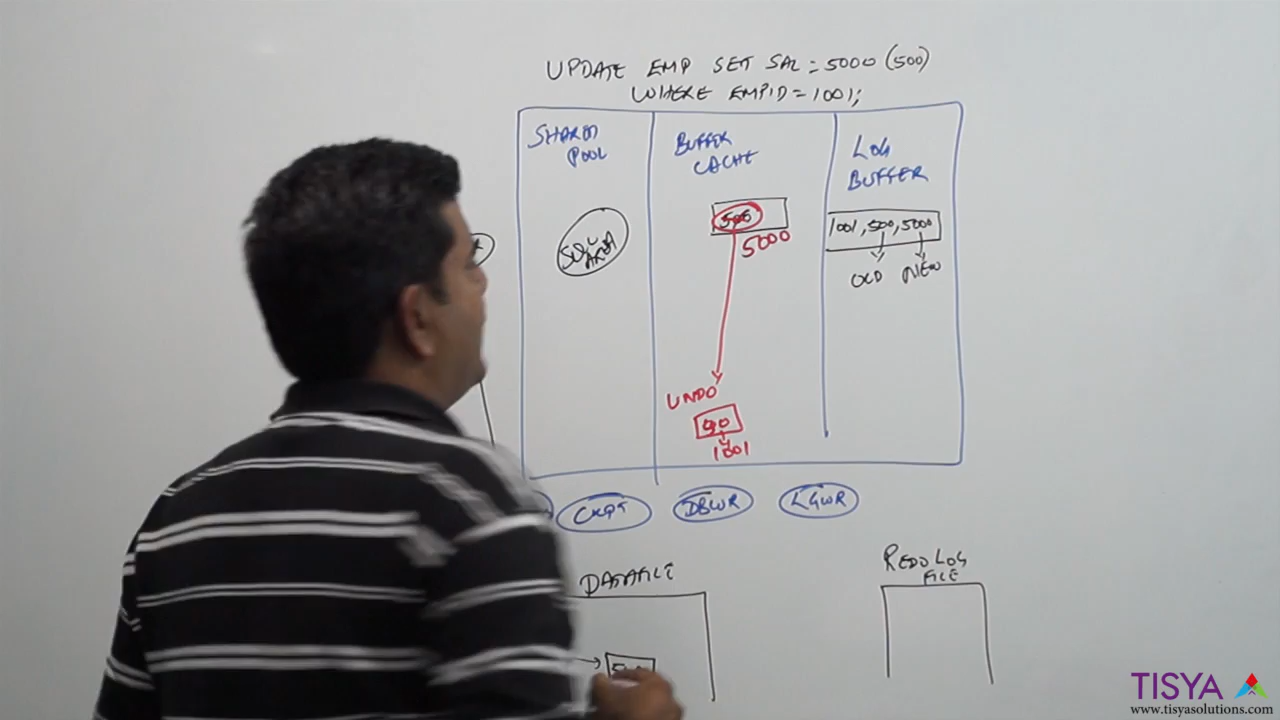 UPDATE EMP SET SAL = 5000 (500)
WHERE EMPID = 1001;
SHARED
POOL
BUFFER
CACHE
LOG
BUFFER
500
5000
1001, 500, 5000
OLD NEW
SQL
AREA
UNDO
1001
CKPT
DBWR
LGWR
DATAFILE
REDO LOG
FILE
TISYA
www.tisyasolutions.com